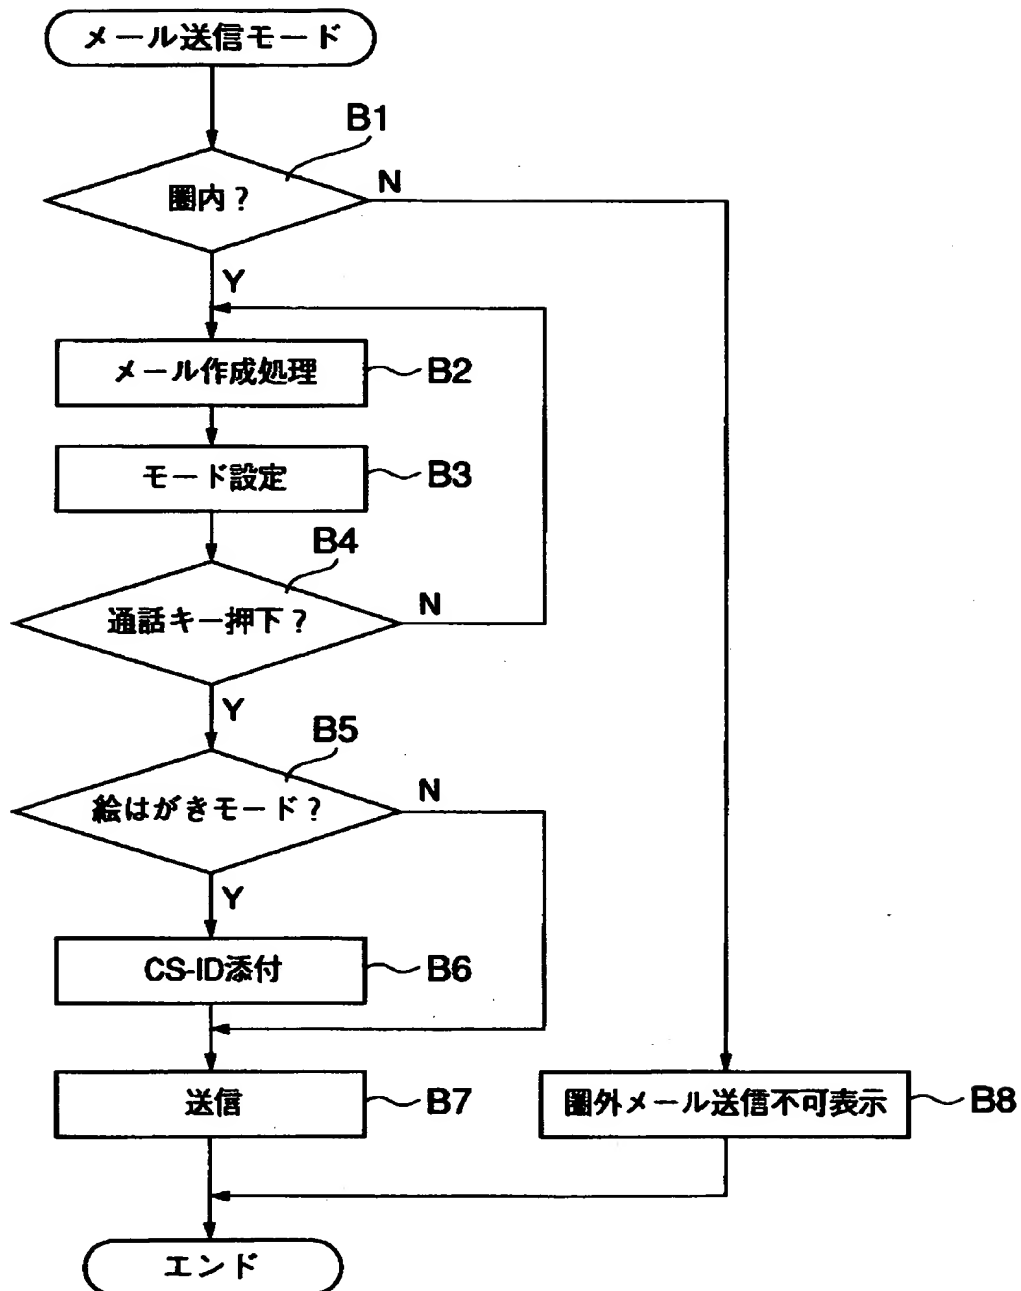 メール送信モード
B1
圏内？
N
Y
メール作成処理
B2
モード設定
B3
B4
通話キー押下？
N
Y
B5
絵はがきモード？
N
Y
CS-ID添付
B6
送信
B7
圏外メール送信不可表示
B8
エンド